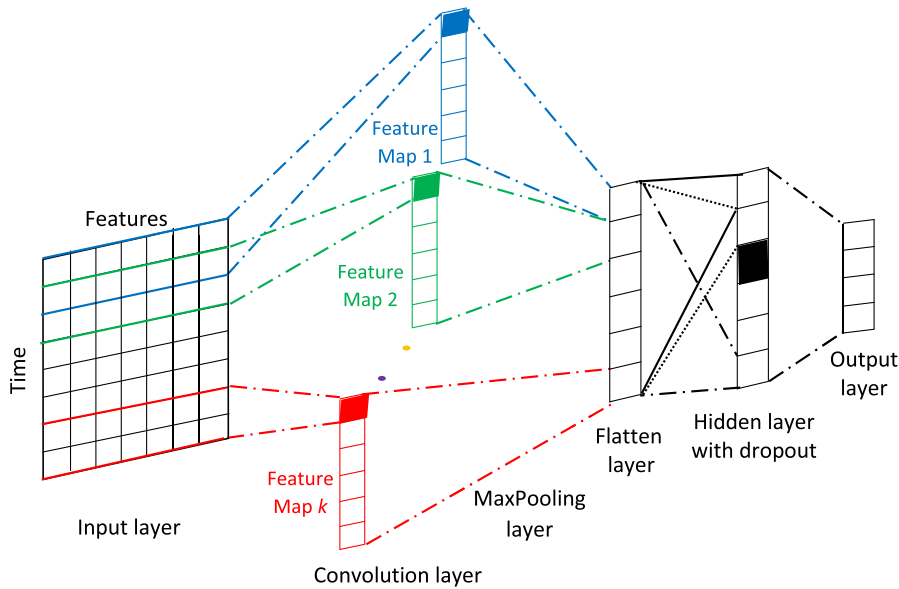 Feature
Map 1
Features
Feature
Map 2
Time
Output
layer
Flatten
layer
Hidden layer
with dropout
Feature
Map k
MaxPooling
layer
Input layer
Convolution layer